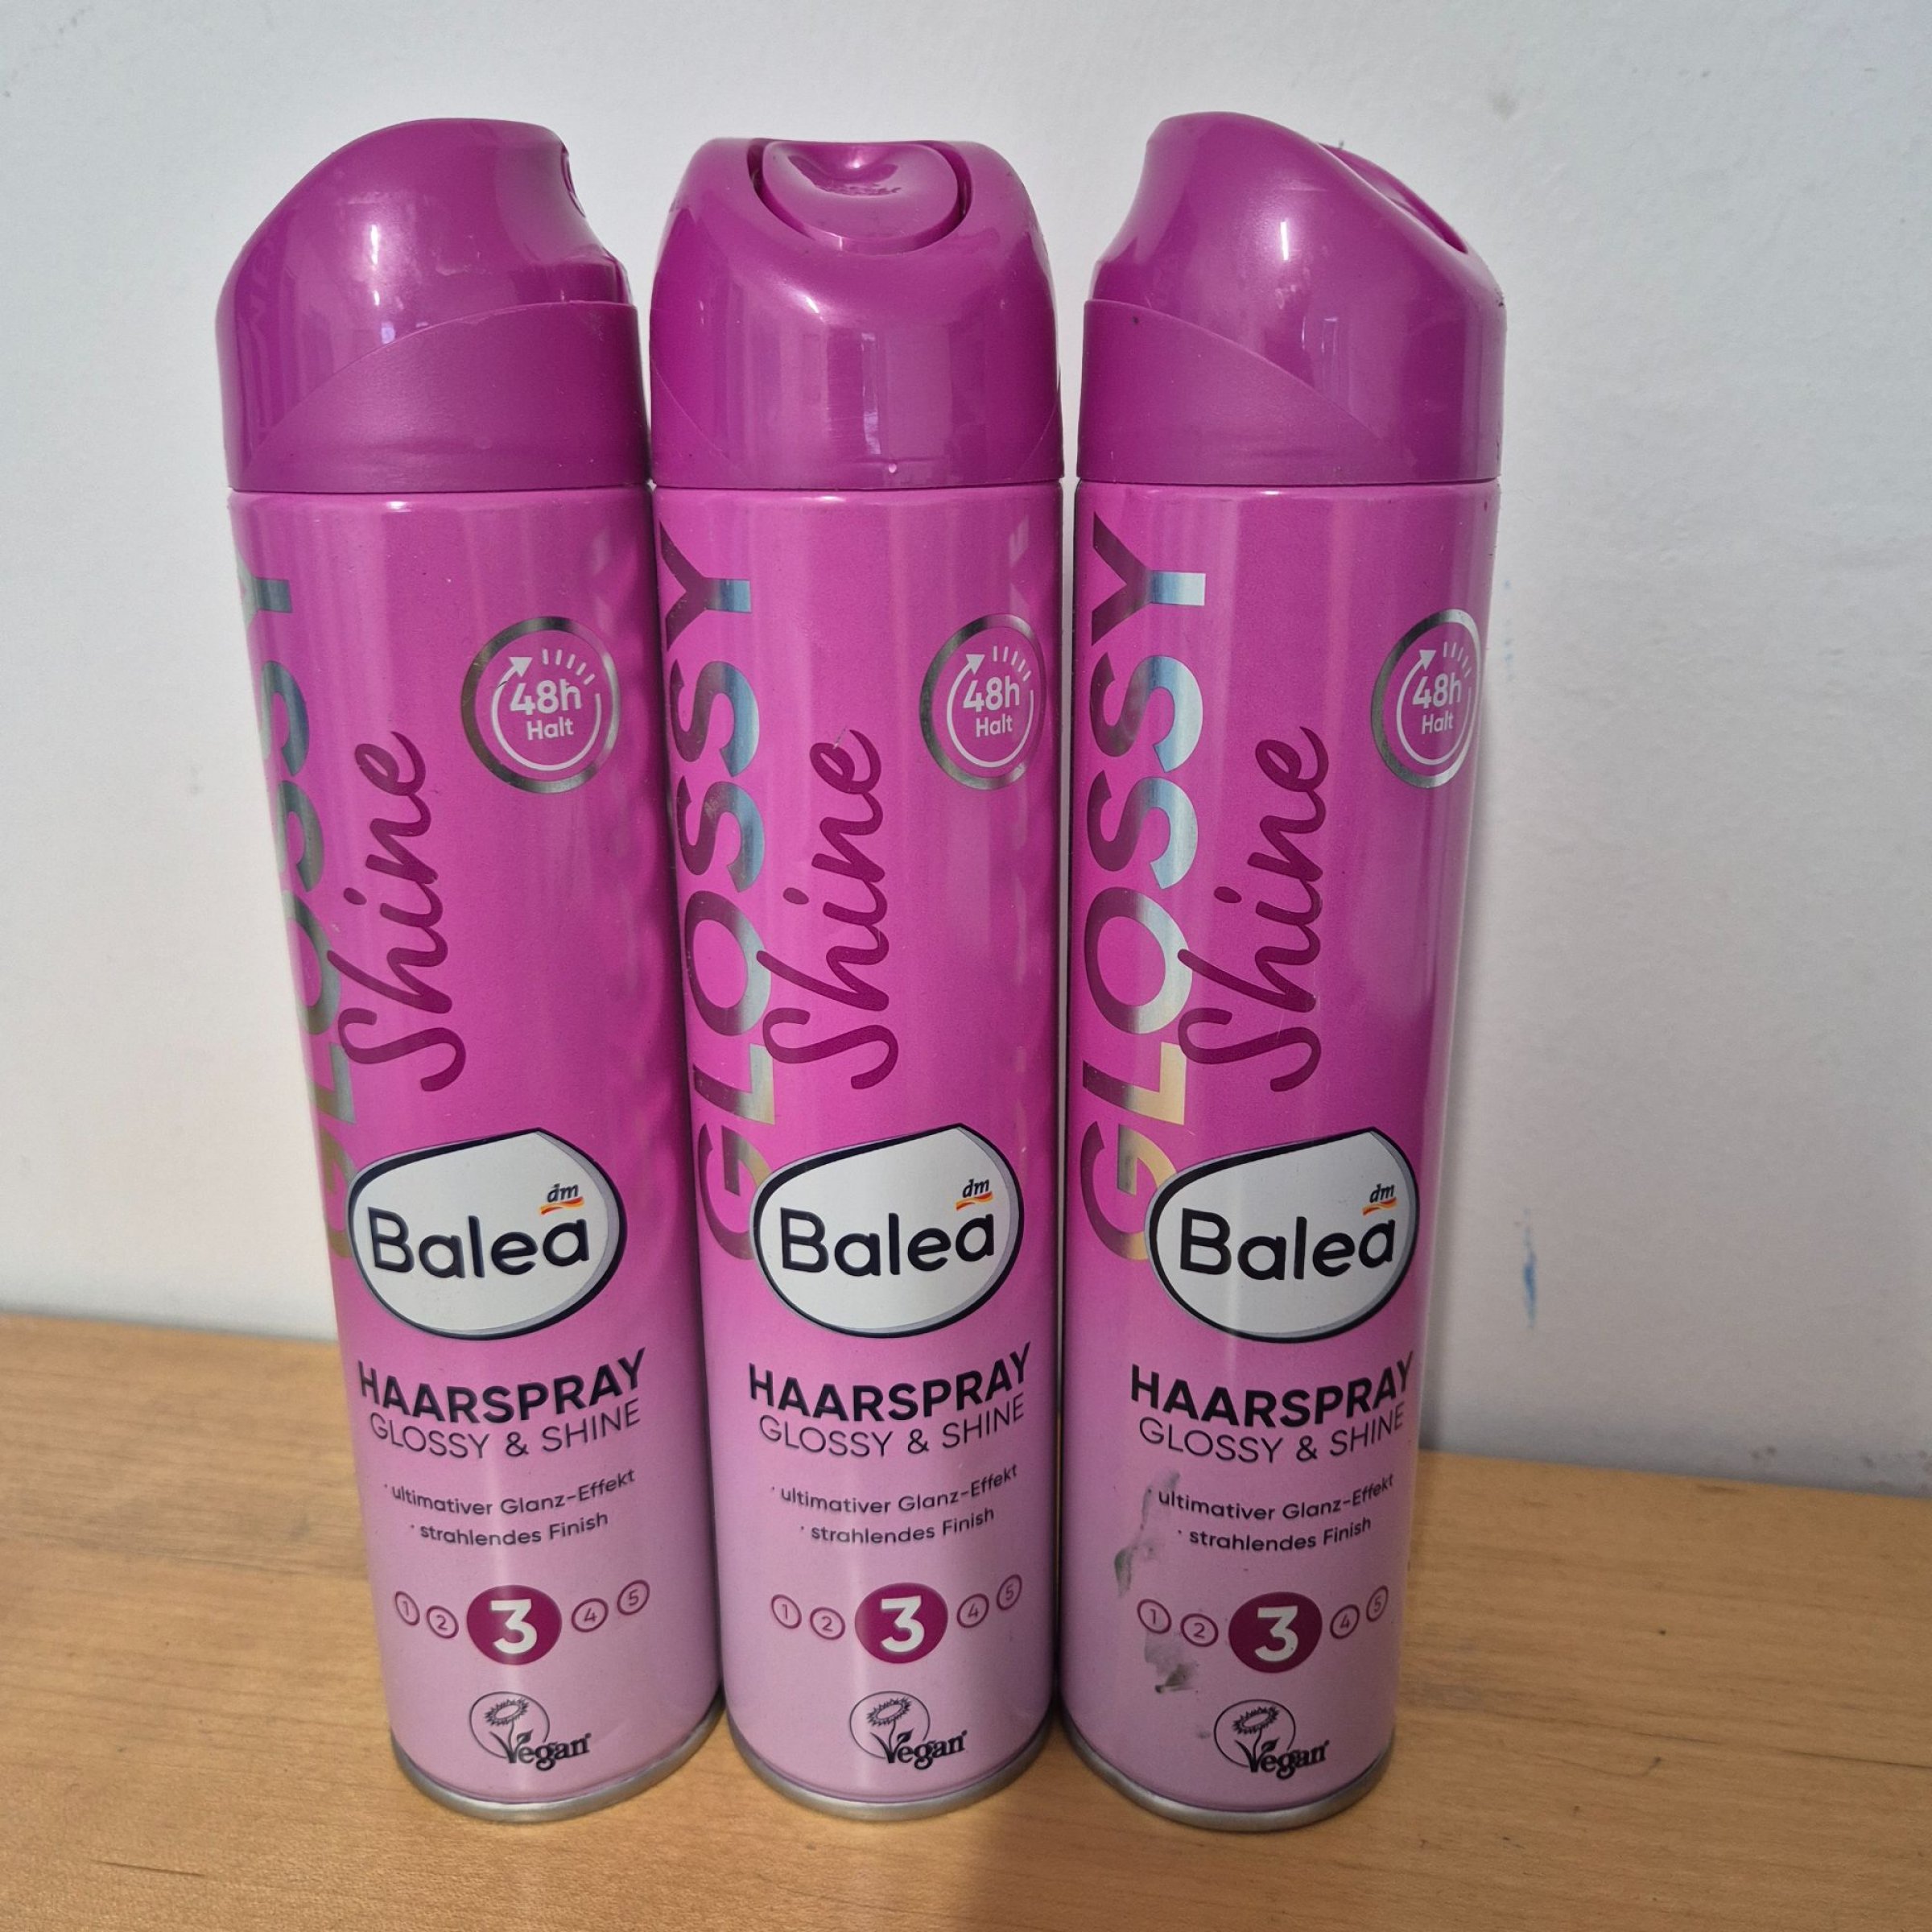 GLOSSY
Shine
48h
Halt
dm
Balea
HAARSPRAY
GLOSSY & SHINE
· ultimativer Glanz-Effekt
· strahlendes Finish
1 2 3 4 5
Vegan
GLOSSY
Shine
48h
Halt
dm
Balea
HAARSPRAY
GLOSSY & SHINE
· ultimativer Glanz-Effekt
· strahlendes Finish
1 2 3 4 5
Vegan
GLOSSY
Shine
48h
Halt
dm
Balea
HAARSPRAY
GLOSSY & SHINE
· ultimativer Glanz-Effekt
· strahlendes Finish
1 2 3 4 5
Vegan